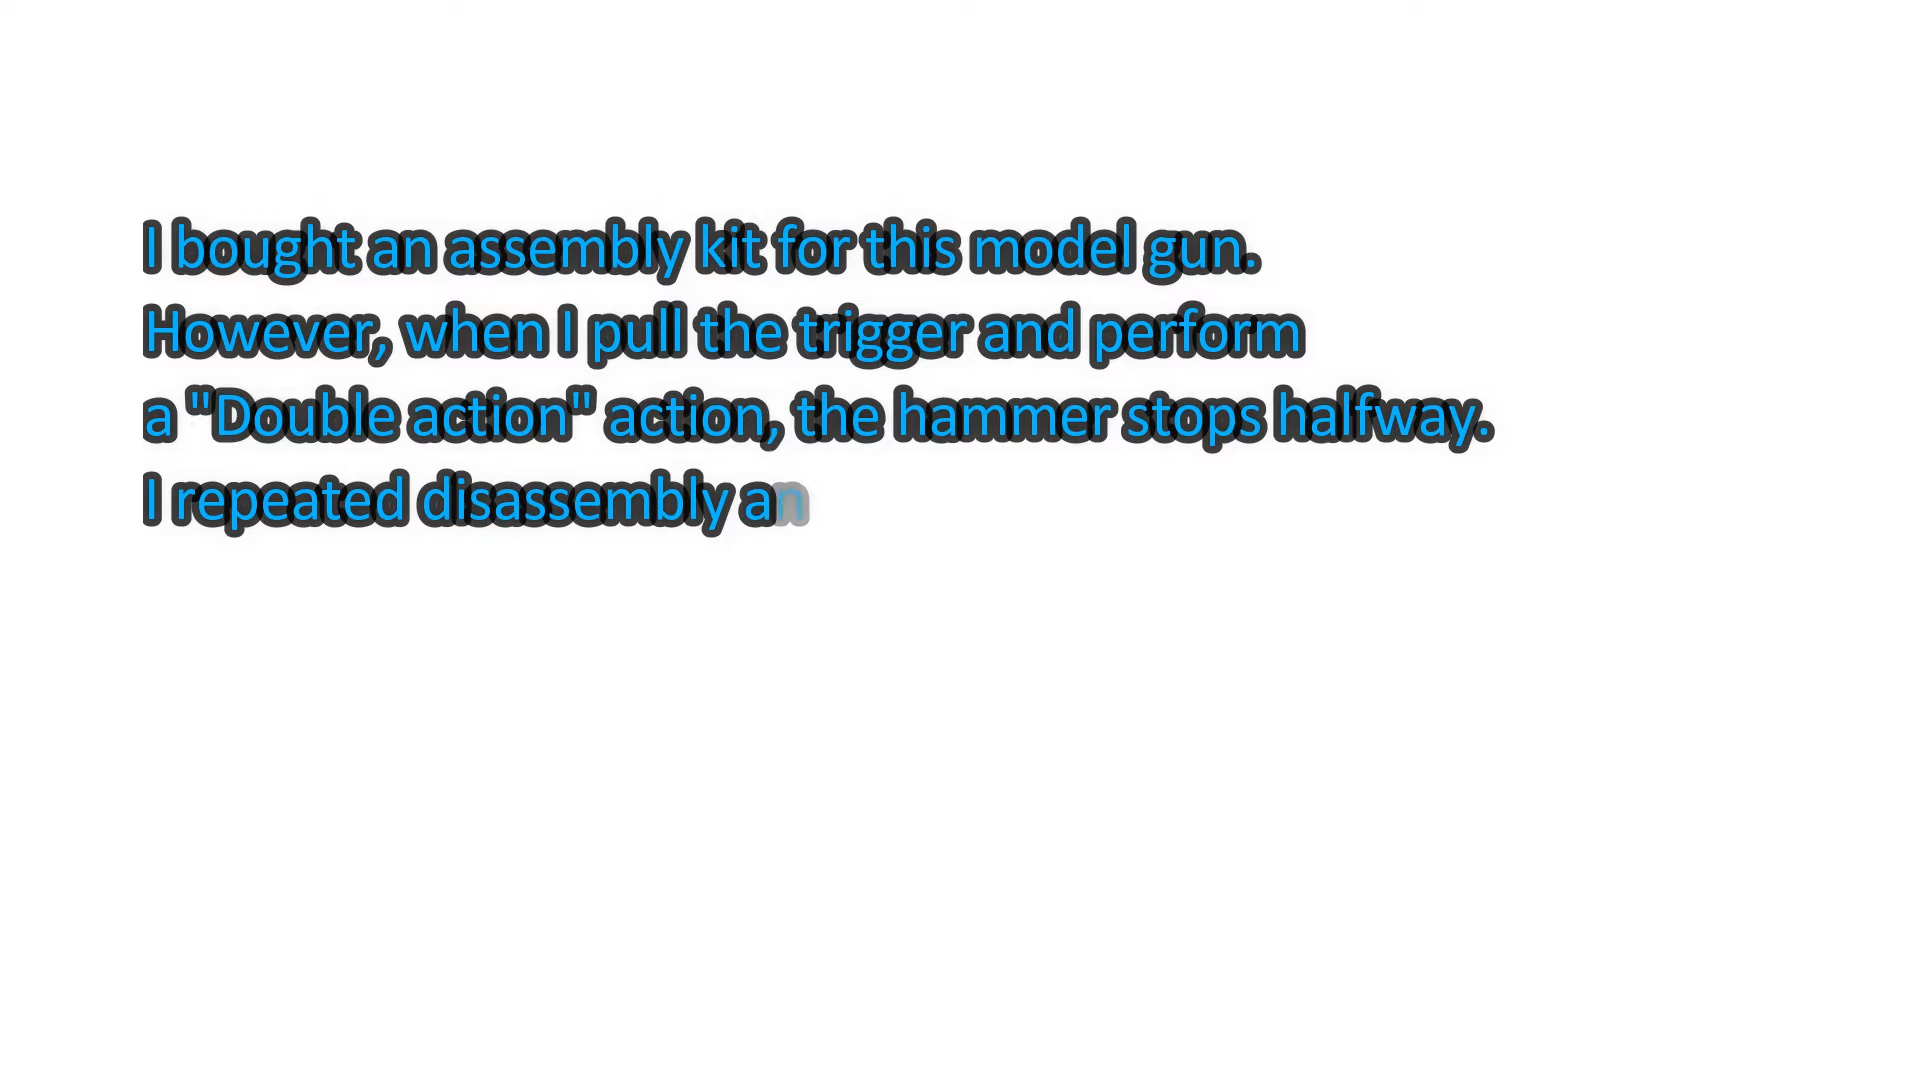 I bought an assembly kit for this model gun.
However, when I pull the trigger and perform
a "Double action" action, the hammer stops halfway.
I repeated disassembly an